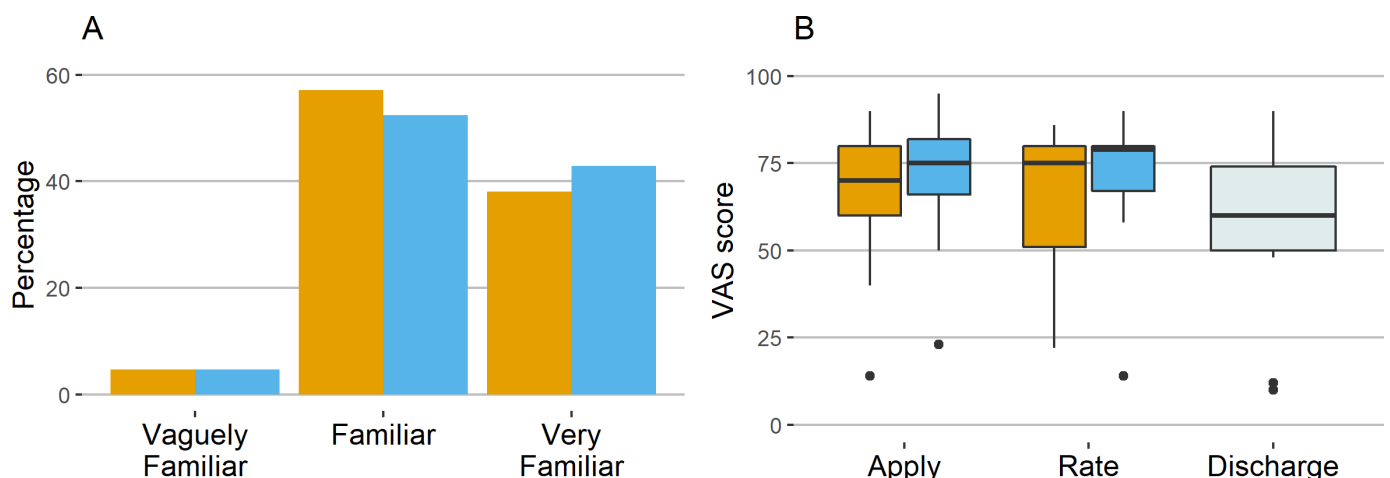 A
Percentage
60
40
20
0
Vaguely
Familiar
Familiar
Very
Familiar
B
VAS score
100
75
50
25
0
Apply
Rate
Discharge